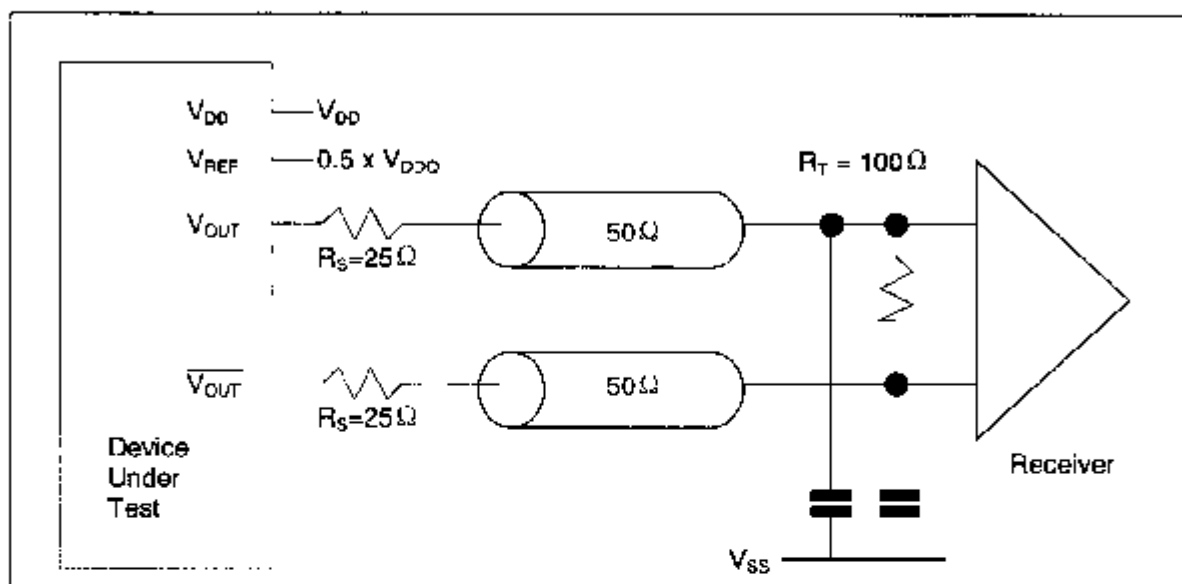 V_DD V_DD
V_REF 0.5 x V_DDQ
R_T = 100Ω
V_OUT
50Ω
R_S=25Ω
V̅_O̅U̅T̅
50Ω
R_S=25Ω
Device
Under
Test
Receiver
V_SS